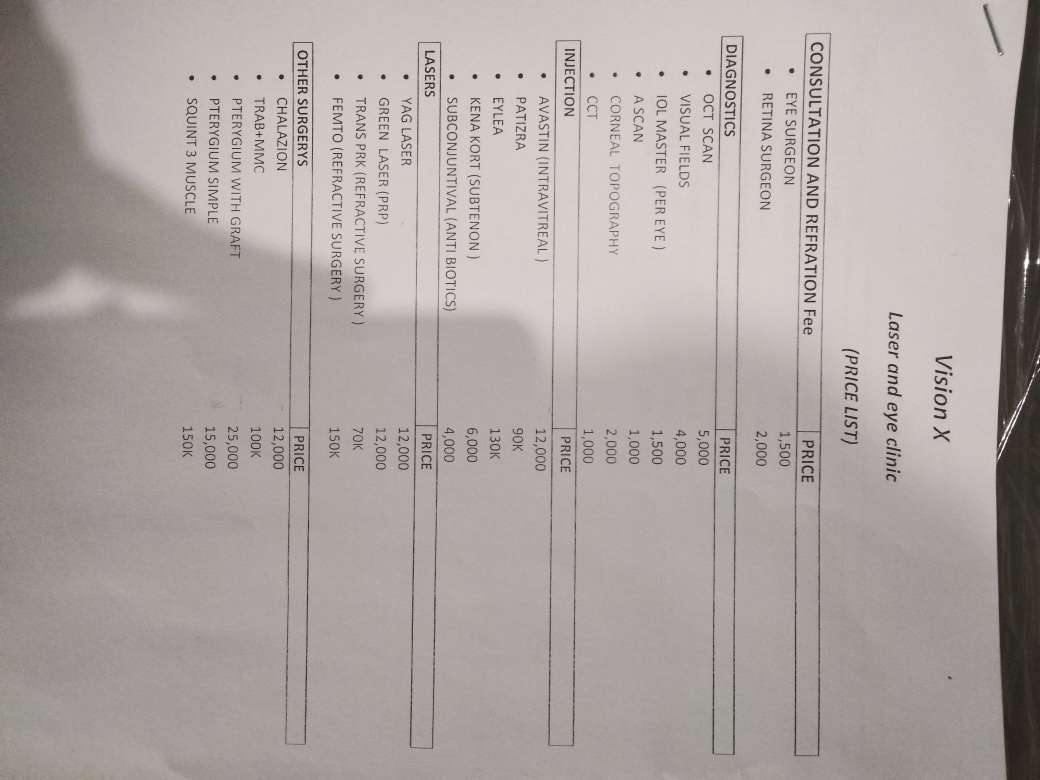 Vision X
Laser and eye clinic
(PRICE LIST)
CONSULTATION AND REFRATION Fee PRICE
• EYE SURGEON 1,500
• RETINA SURGEON 2,000
DIAGNOSTICS PRICE
• OCT SCAN 5,000
• VISUAL FIELDS 4,000
• IOL MASTER (PER EYE ) 1,500
• A SCAN 1,000
• CORNEAL TOPOGRAPHY 2,000
• CCT 1,000
INJECTION PRICE
• AVASTIN (INTRAVITREAL ) 12,000
• PATIZRA 90K
• EYLEA 130K
• KENA KORT (SUBTENON ) 6,000
• SUBCONJUNTIVAL (ANTI BIOTICS) 4,000
LASERS PRICE
• YAG LASER 12,000
• GREEN LASER (PRP) 12,000
• TRANS PRK (REFRACTIVE SURGERY ) 70K
• FEMTO (REFRACTIVE SURGERY ) 150K
OTHER SURGERYS PRICE
• CHALAZION 12,000
• TRAB+MMC 100K
• PTERYGIUM WITH GRAFT 25,000
• PTERYGIUM SIMPLE 15,000
• SQUINT 3 MUSCLE 150K